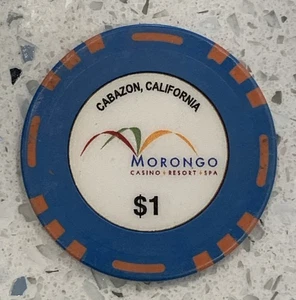 CABAZON, CALIFORNIA
MORONGO
CASINO • RESORT • SPA
$1